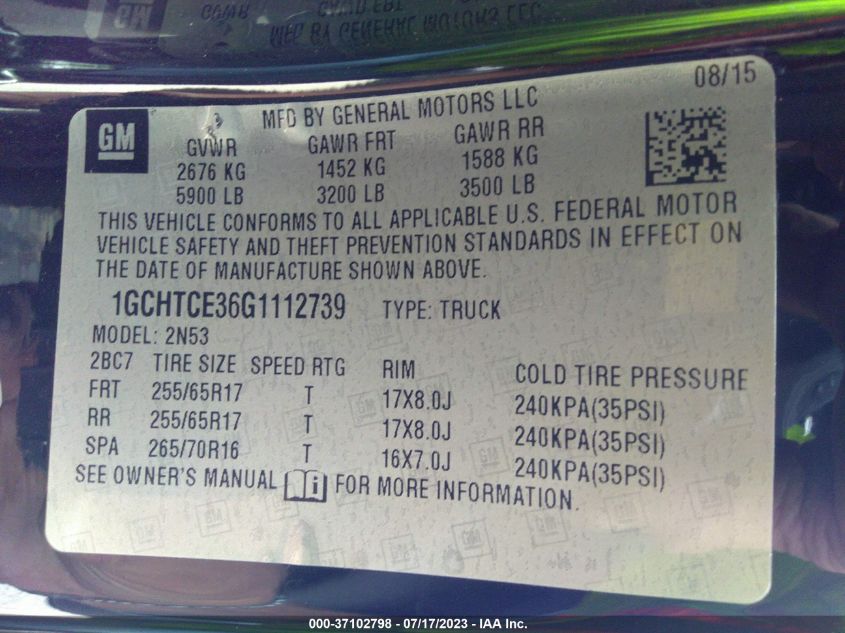 08/15
MFD BY GENERAL MOTORS LLC
GM
GVWR GAWR FRT GAWR RR
2676 KG 1452 KG 1588 KG
5900 LB 3200 LB 3500 LB
THIS VEHICLE CONFORMS TO ALL APPLICABLE U.S. FEDERAL MOTOR
VEHICLE SAFETY AND THEFT PREVENTION STANDARDS IN EFFECT ON
THE DATE OF MANUFACTURE SHOWN ABOVE.
1GCHTCE36G1112739 TYPE: TRUCK
MODEL: 2N53
2BC7 TIRE SIZE SPEED RTG RIM COLD TIRE PRESSURE
FRT 255/65R17 T 17X8.0J 240KPA(35PSI)
RR 255/65R17 T 17X8.0J 240KPA(35PSI)
SPA 265/70R16 T 16X7.0J 240KPA(35PSI)
SEE OWNER'S MANUAL i FOR MORE INFORMATION.
000-37102798 - 07/17/2023 - IAA Inc.